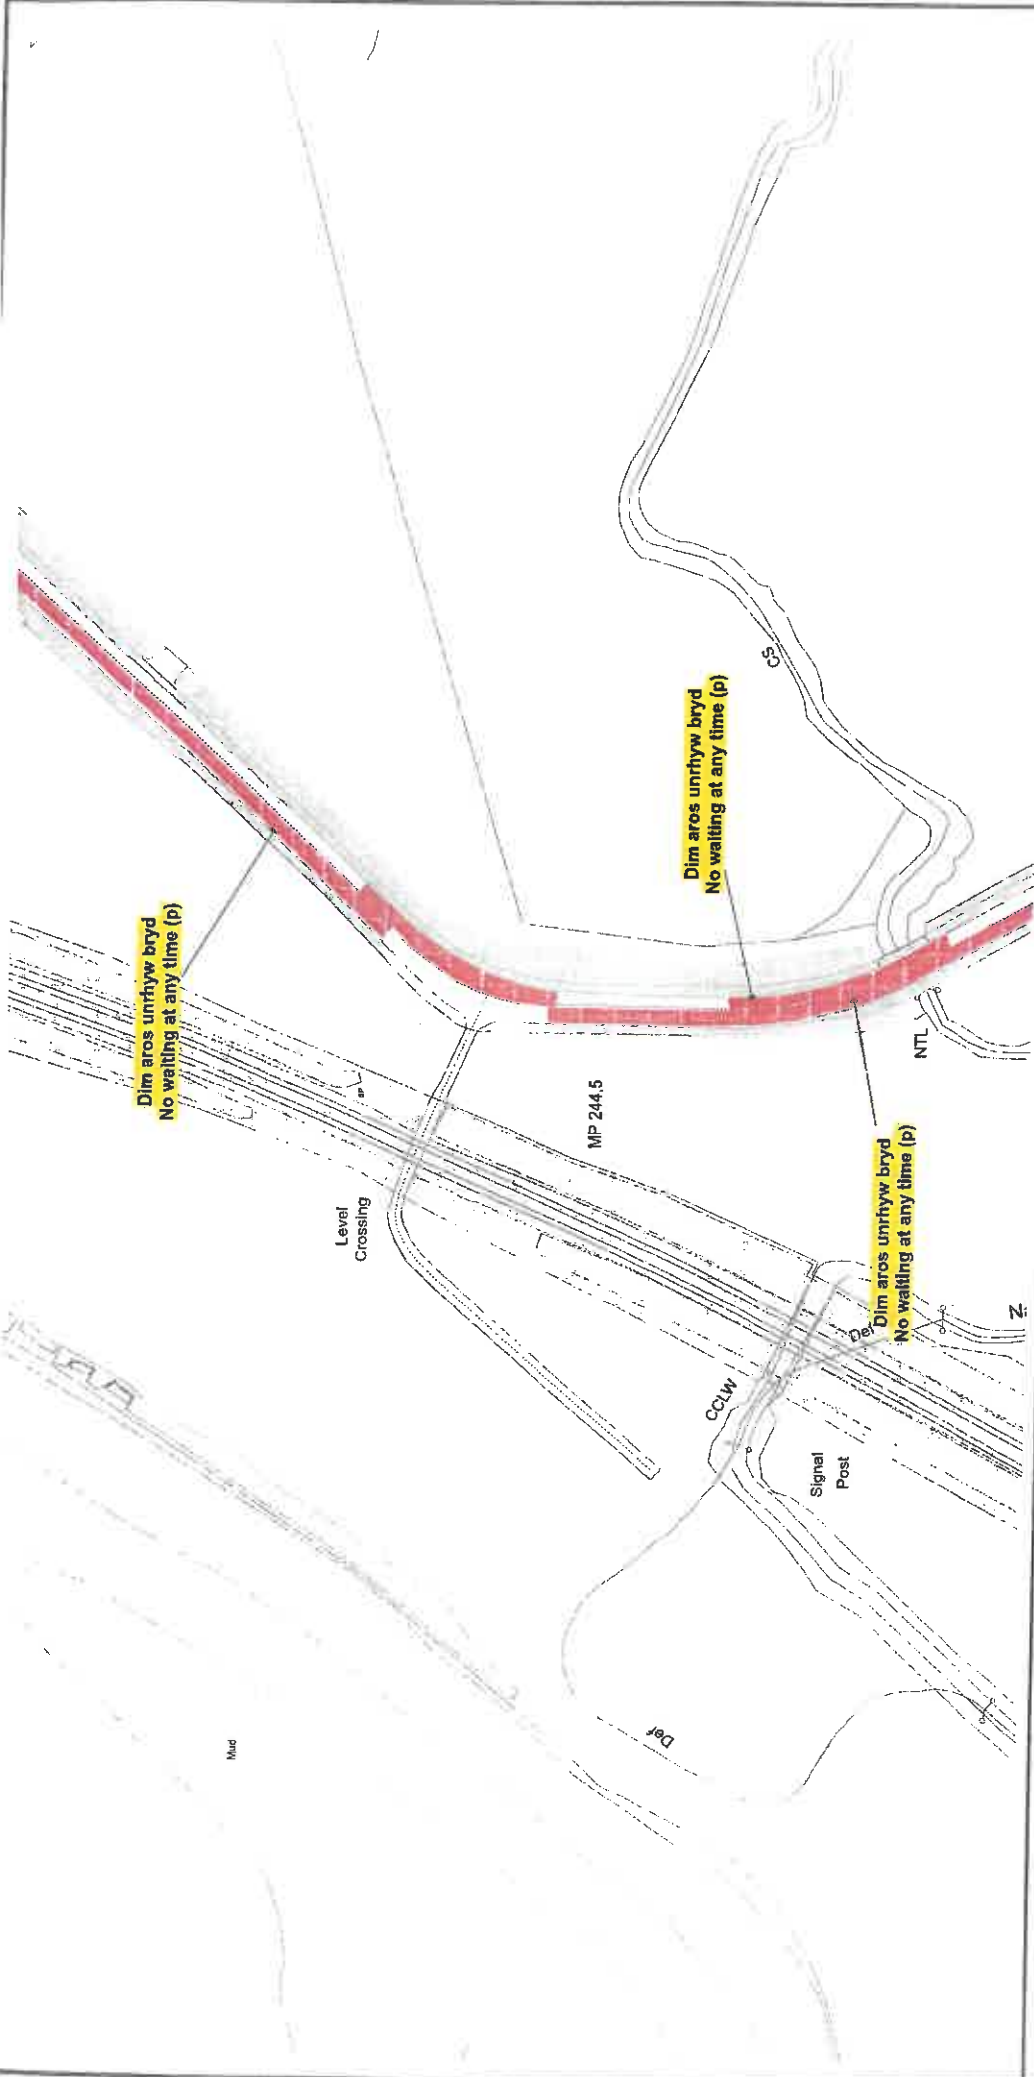 Dim aros unrhyw bryd
No waiting at any time (p)
Dim aros unrhyw bryd
No waiting at any time (p)
Dim aros unrhyw bryd
No waiting at any time (p)
Level
Crossing
MP 244.5
SP
CS
NTL
CCLW
Def
Signal
Post
Def
Mud